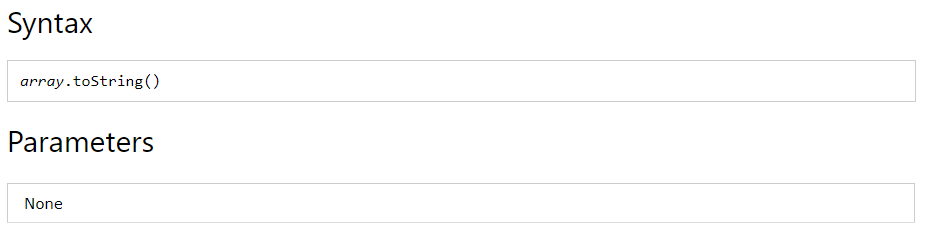 Syntax
array.toString()
Parameters
None